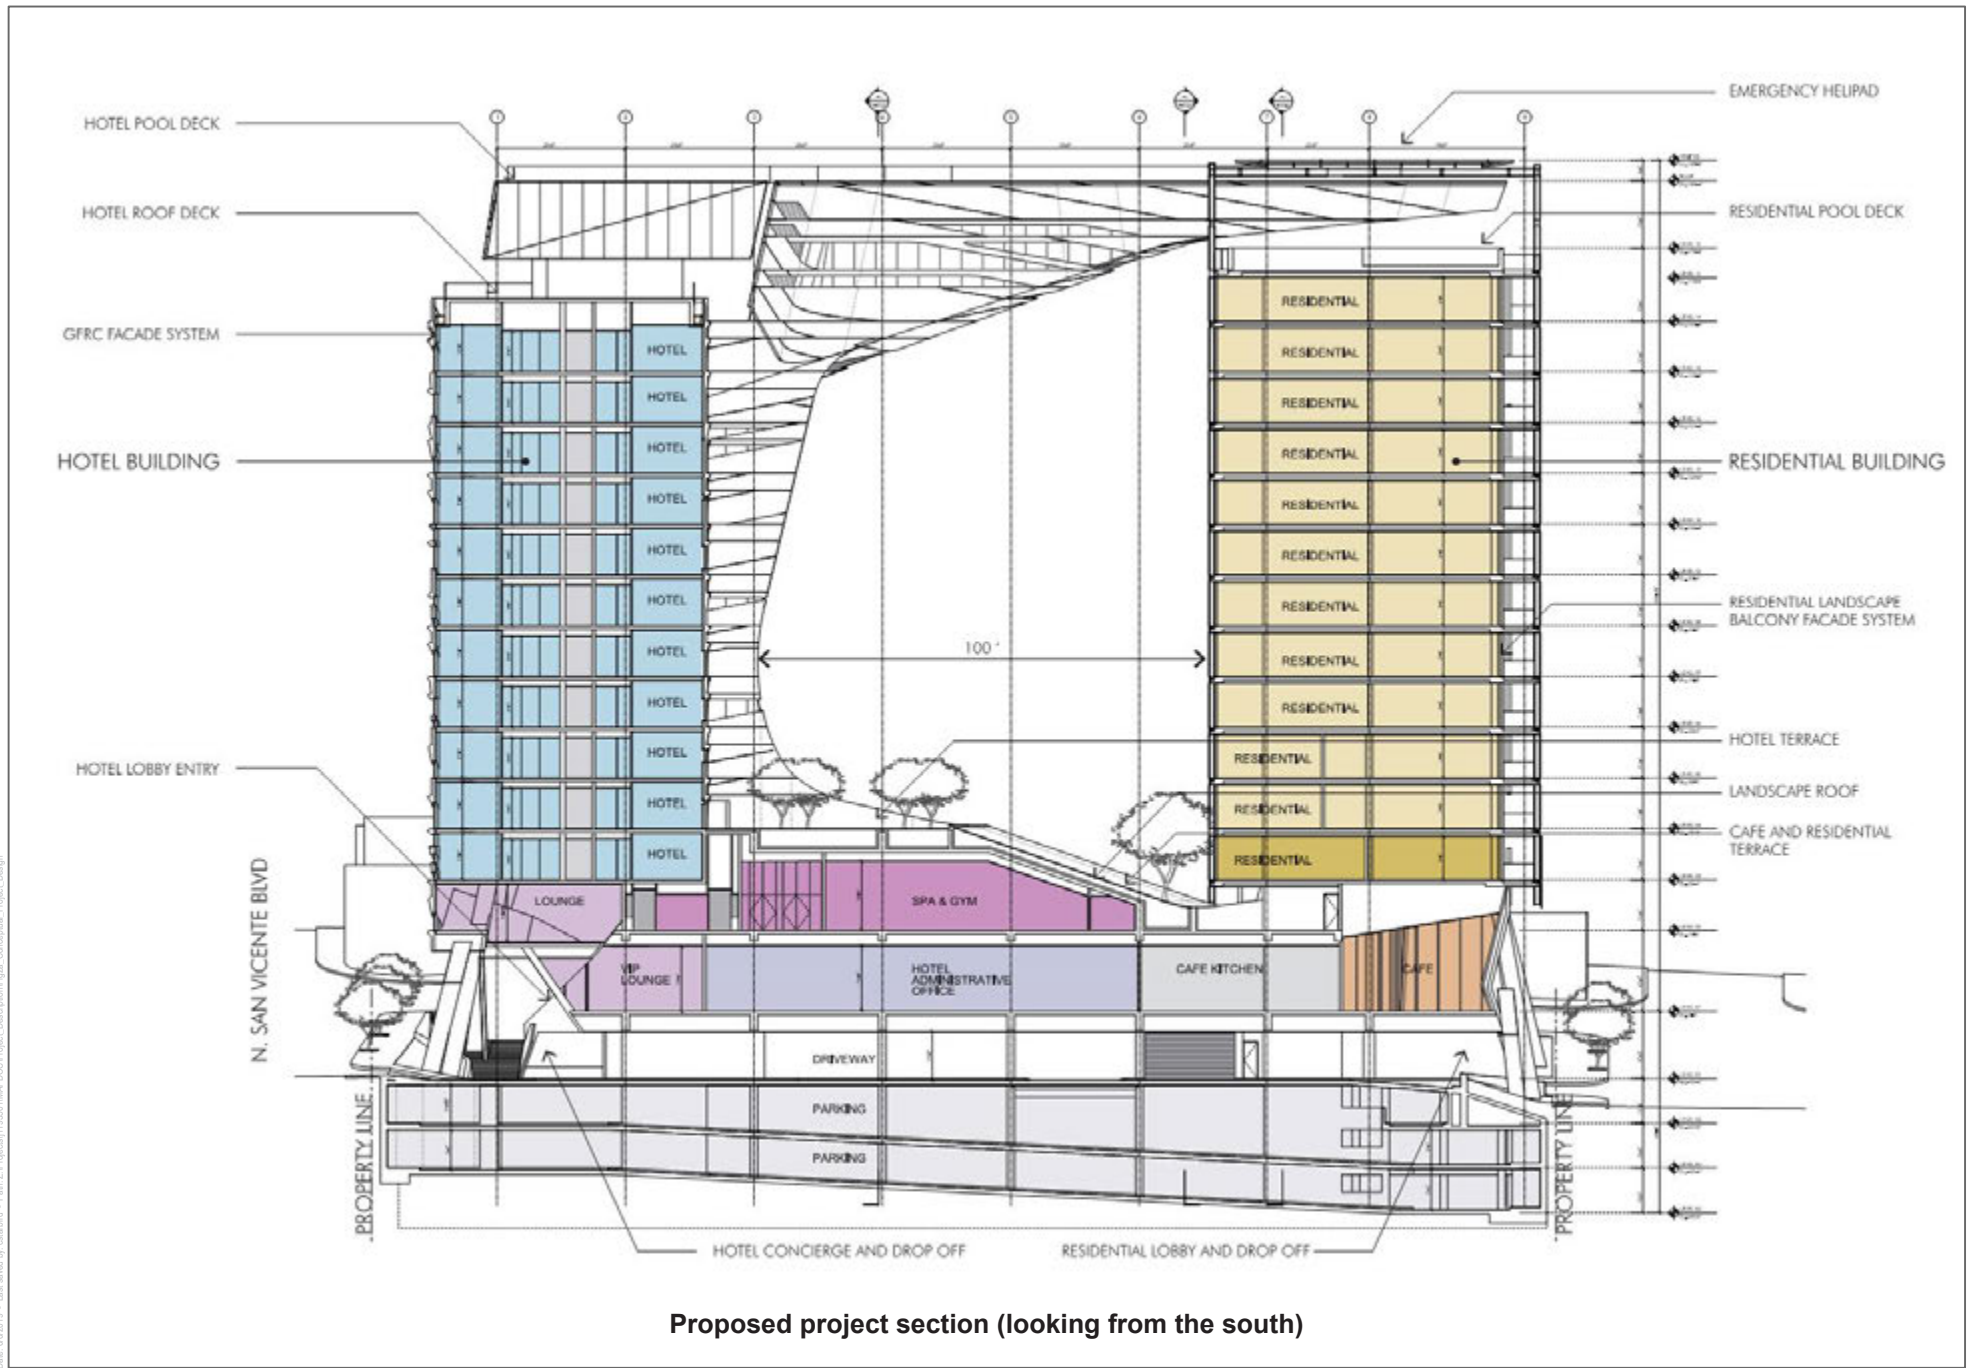 EMERGENCY HELIPAD
HOTEL POOL DECK
HOTEL ROOF DECK
RESIDENTIAL POOL DECK
GFRC FACADE SYSTEM
HOTEL BUILDING
RESIDENTIAL BUILDING
RESIDENTIAL
HOTEL
RESIDENTIAL
HOTEL
RESIDENTIAL
HOTEL
RESIDENTIAL
HOTEL
RESIDENTIAL
HOTEL
RESIDENTIAL
HOTEL
RESIDENTIAL
HOTEL
RESIDENTIAL
HOTEL
RESIDENTIAL
HOTEL
RESIDENTIAL
HOTEL
RESIDENTIAL
HOTEL
RESIDENTIAL
100'
RESIDENTIAL LANDSCAPE
BALCONY FACADE SYSTEM
HOTEL TERRACE
HOTEL LOBBY ENTRY
LANDSCAPE ROOF
CAFE AND RESIDENTIAL
TERRACE
LOUNGE
SPA & GYM
VIP
LOUNGE
HOTEL
ADMINISTRATIVE
OFFICE
CAFE KITCHEN
CAFE
N. SAN VICENTE BLVD
DRIVEWAY
PARKING
PARKING
PROPERTY LINE
PROPERTY LINE
HOTEL CONCIERGE AND DROP OFF
RESIDENTIAL LOBBY AND DROP OFF
Proposed project section (looking from the south)